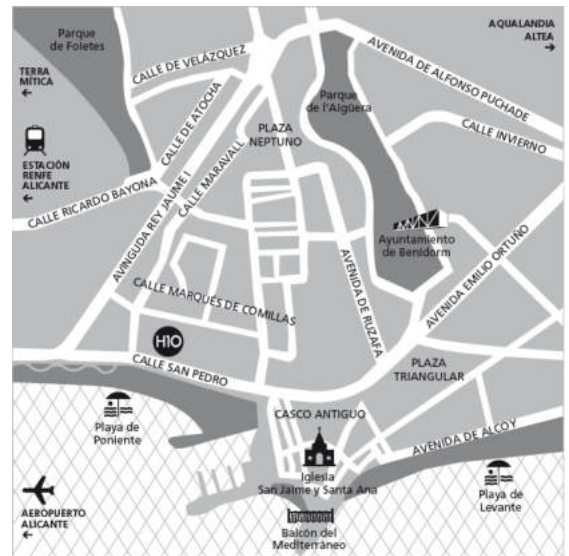 Parque
de Foietes
AQUALANDIA
ALTEA
TERRA
MÍTICA
CALLE DE VELÁZQUEZ
AVENIDA DE ALFONSO PUCHADE
Parque
de l'Algüera
CALLE DE ATOCHA
PLAZA
NEPTUNO
CALLE INVIERNO
ESTACIÓN
RENFE
ALICANTE
CALLE RICARDO BAYONA
AVINGUDA REY JAUME I
CALLE MARAVALL
Ayuntamiento
de Benidorm
AVENIDA EMILIO ORTUÑO
AVENIDA DE RUZAFA
CALLE MARQUÉS DE COMILLAS
H10
CALLE SAN PEDRO
PLAZA
TRIANGULAR
CASCO ANTIGUO
Playa de
Poniente
AVENIDA DE ALCOY
Iglesia
San Jaime y Santa Ana
Playa de
Levante
AEROPUERTO
ALICANTE
Balcón del
Mediterráneo